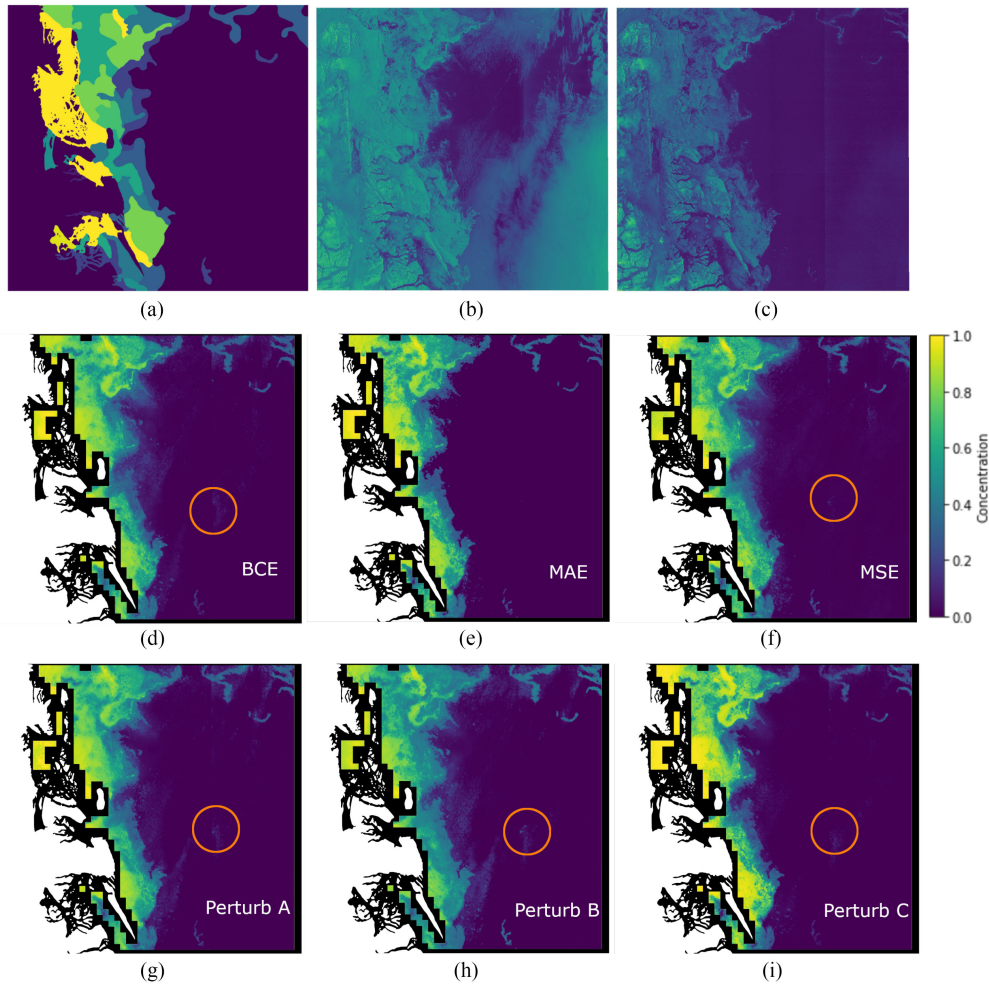 (a) (b) (c)
1.0
0.8
0.6
0.4
0.2
0.0
Concentration
BCE MAE MSE
(d) (e) (f)
Perturb A Perturb B Perturb C
(g) (h) (i)